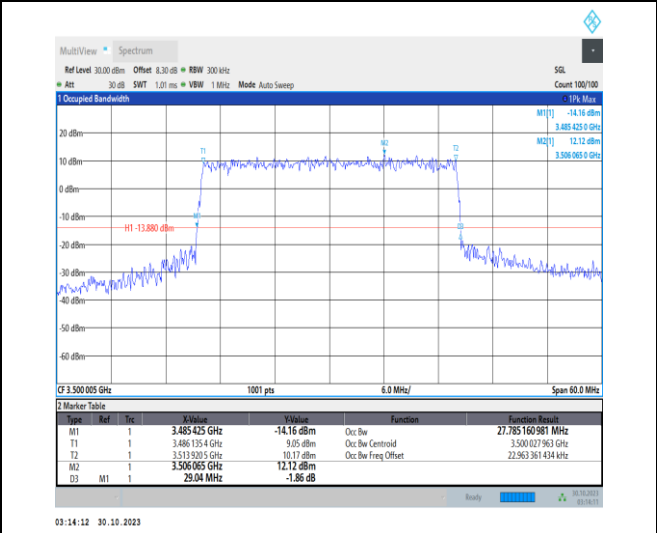 MultiView Spectrum
Ref Level 30.00 dBm Offset 8.30 dB RBW 300 kHz SGL
Att 30 dB SWT 1.01 ms VBW 1 MHz Mode Auto Sweep Count 100/100
1 Occupied Bandwidth 1Pk Max
M1[1] -14.16 dBm
3.485 425 0 GHz
M2[1] 12.12 dBm
3.506 065 0 GHz
20 dBm
T1 M2 T2
10 dBm
0 dBm
-10 dBm
M1
H1 -13.880 dBm
D3
-20 dBm
-30 dBm
-40 dBm
-50 dBm
-60 dBm
CF 3.500 005 GHz 1001 pts 6.0 MHz/ Span 60.0 MHz
2 Marker Table
Type Ref Trc X-Value Y-Value Function Function Result
M1 1 3.485 425 GHz -14.16 dBm Occ Bw 27.785 160 981 MHz
T1 1 3.486 135 4 GHz 9.05 dBm Occ Bw Centroid 3.500 027 963 GHz
T2 1 3.513 920 5 GHz 10.17 dBm Occ Bw Freq Offset 22.963 361 434 kHz
M2 1 3.506 065 GHz 12.12 dBm
D3 M1 1 29.04 MHz -1.86 dB
Ready 30.10.2023
03:14:11
03:14:12 30.10.2023